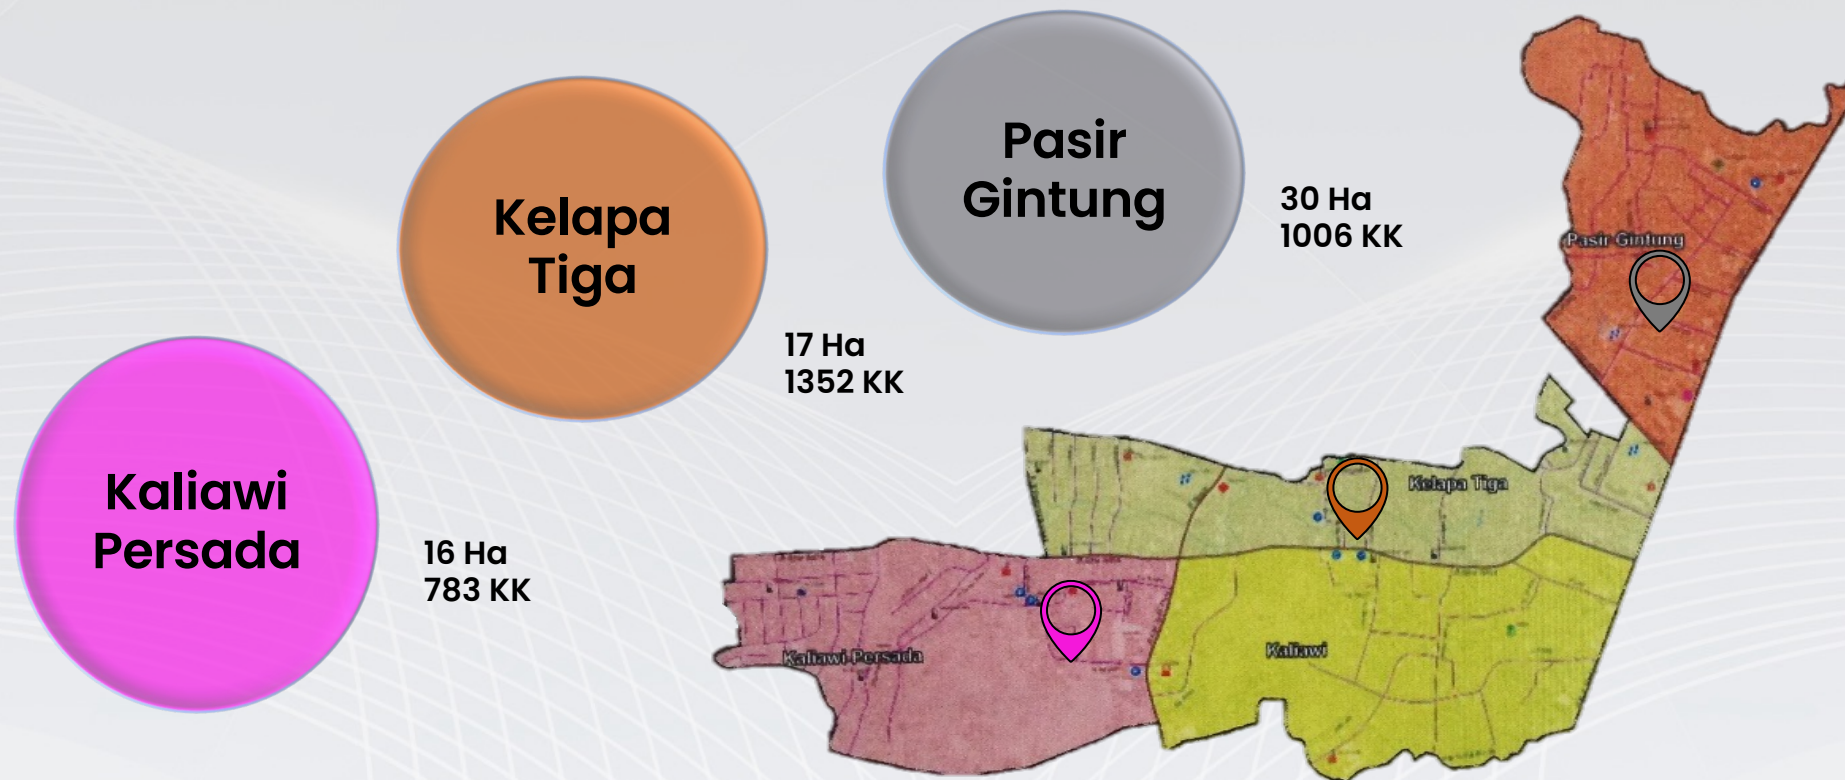 Pasir
Gintung
30 Ha
1006 KK
Kelapa
Tiga
17 Ha
1352 KK
Kaliawi
Persada
16 Ha
783 KK
Pasir Gintung
Kelapa Tiga
Kaliawi Persada
Kaliawi